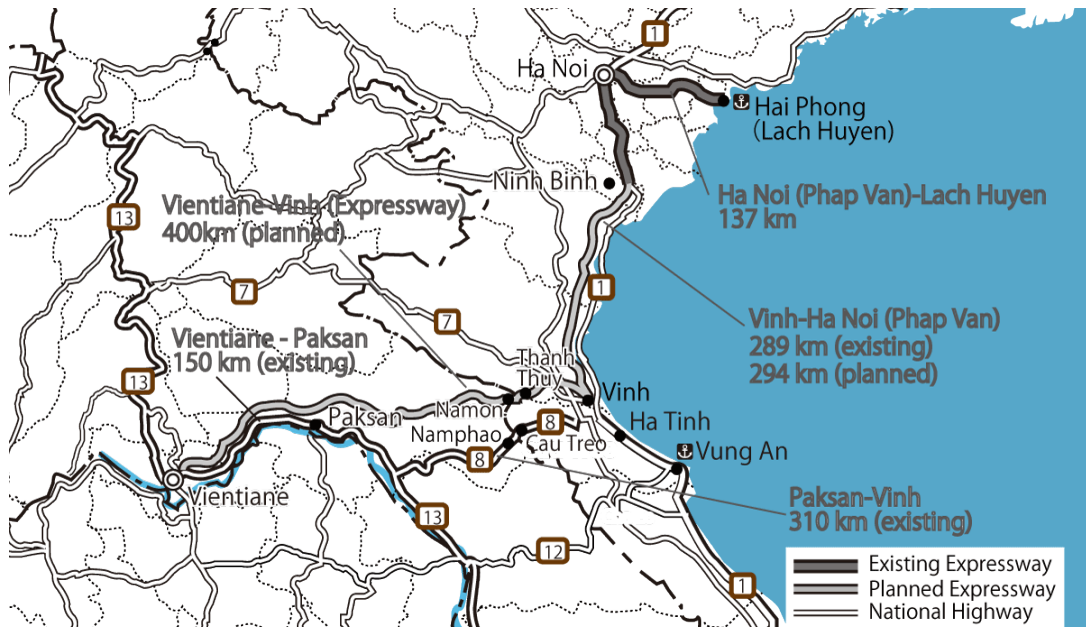 1
Ha Noi
Hai Phong
(Lach Huyen)
Ninh Binh
Ha Noi (Phap Van)-Lach Huyen
137 km
Vientiane-Vinh (Expressway)
400km (planned)
13
7
1
7
Vinh-Ha Noi (Phap Van)
289 km (existing)
294 km (planned)
Vientiane - Paksan
150 km (existing)
Thanh
Thuy
13
Vinh
Namon
Paksan
8
Ha Tinh
Namphao
Cau Treo
Vung An
8
Vientiane
Paksan-Vinh
310 km (existing)
13
12
1
Existing Expressway
Planned Expressway
National Highway